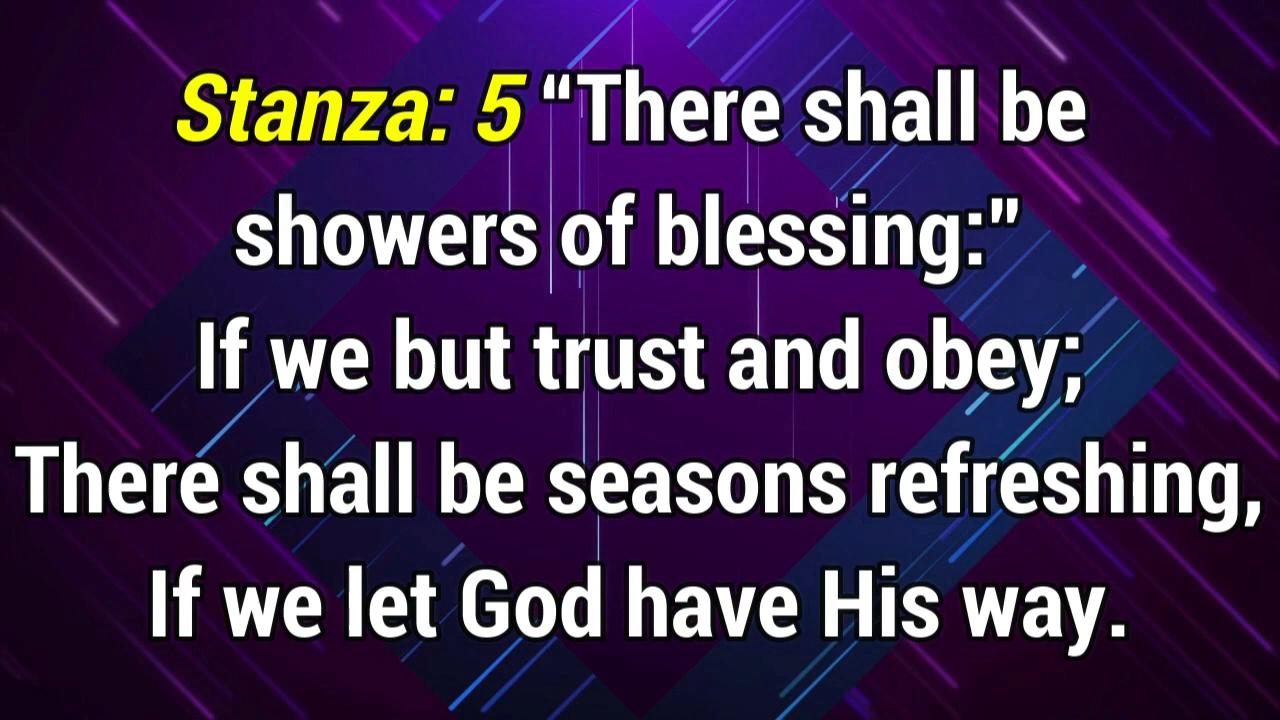 Stanza: 5 “There shall be
showers of blessing:”
If we but trust and obey;
There shall be seasons refreshing,
If we let God have His way.